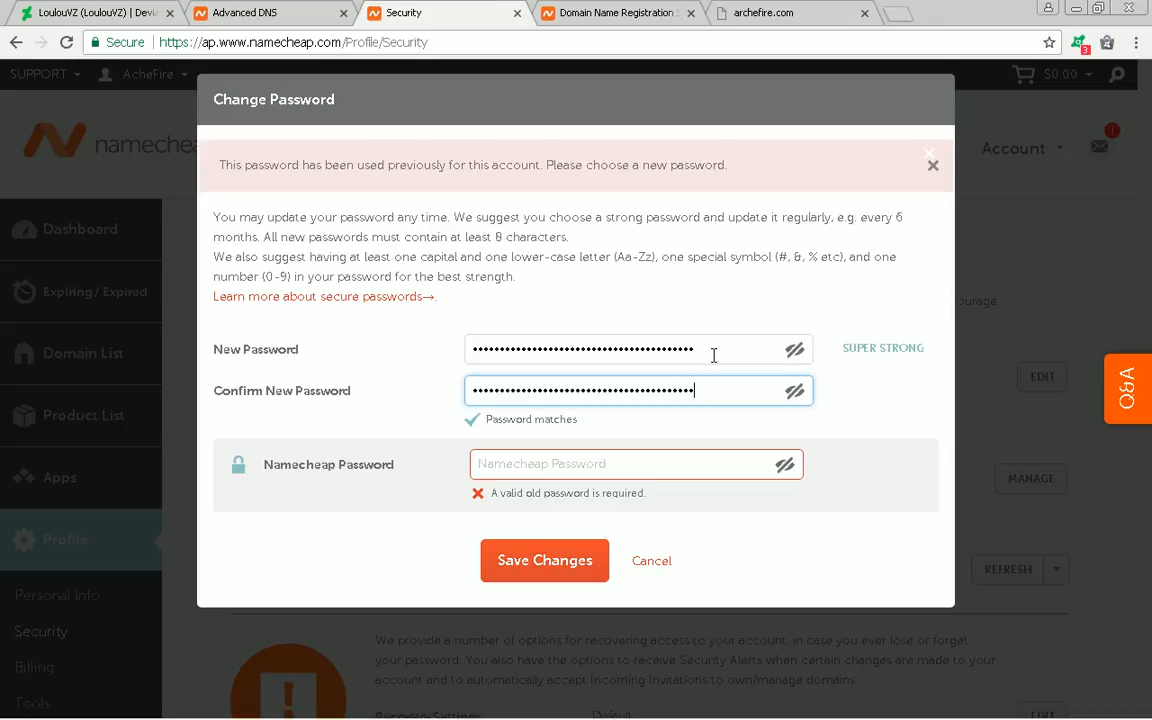 LoulouVZ (LoulouVZ) | Devia
Advanced DNS
Security
Domain Name Registration S
archefire.com
Secure
https://ap.www.namecheap.com/Profile/Security
3
SUPPORT
AcheFire
$0.00
Change Password
namechea
Account
This password has been used previously for this account. Please choose a new password.
You may update your password any time. We suggest you choose a strong password and update it regularly, e.g. every 6
months. All new passwords must contain at least 8 characters.
We also suggest having at least one capital and one lower-case letter (Aa-Zz), one special symbol (#, &, % etc), and one
number (0-9) in your password for the best strength.
Learn more about secure passwords→.
Dashboard
Expiring / Expired
Domain List
Product List
Apps
Profile
Personal Info
Security
Billing
Tools
New Password
SUPER STRONG
Confirm New Password
Password matches
Namecheap Password
Namecheap Password
A valid old password is required.
Save Changes
Cancel
ourage
EDIT
MANAGE
REFRESH
Q&A
We provide a number of options for recovering access to your account, in case you ever lose or forget
your password. You also have the options to receive Security Alerts when certain changes are made to your
account and to automatically accept Incoming Invitations to own/manage domains.
Recovery Settings
Default
EDIT